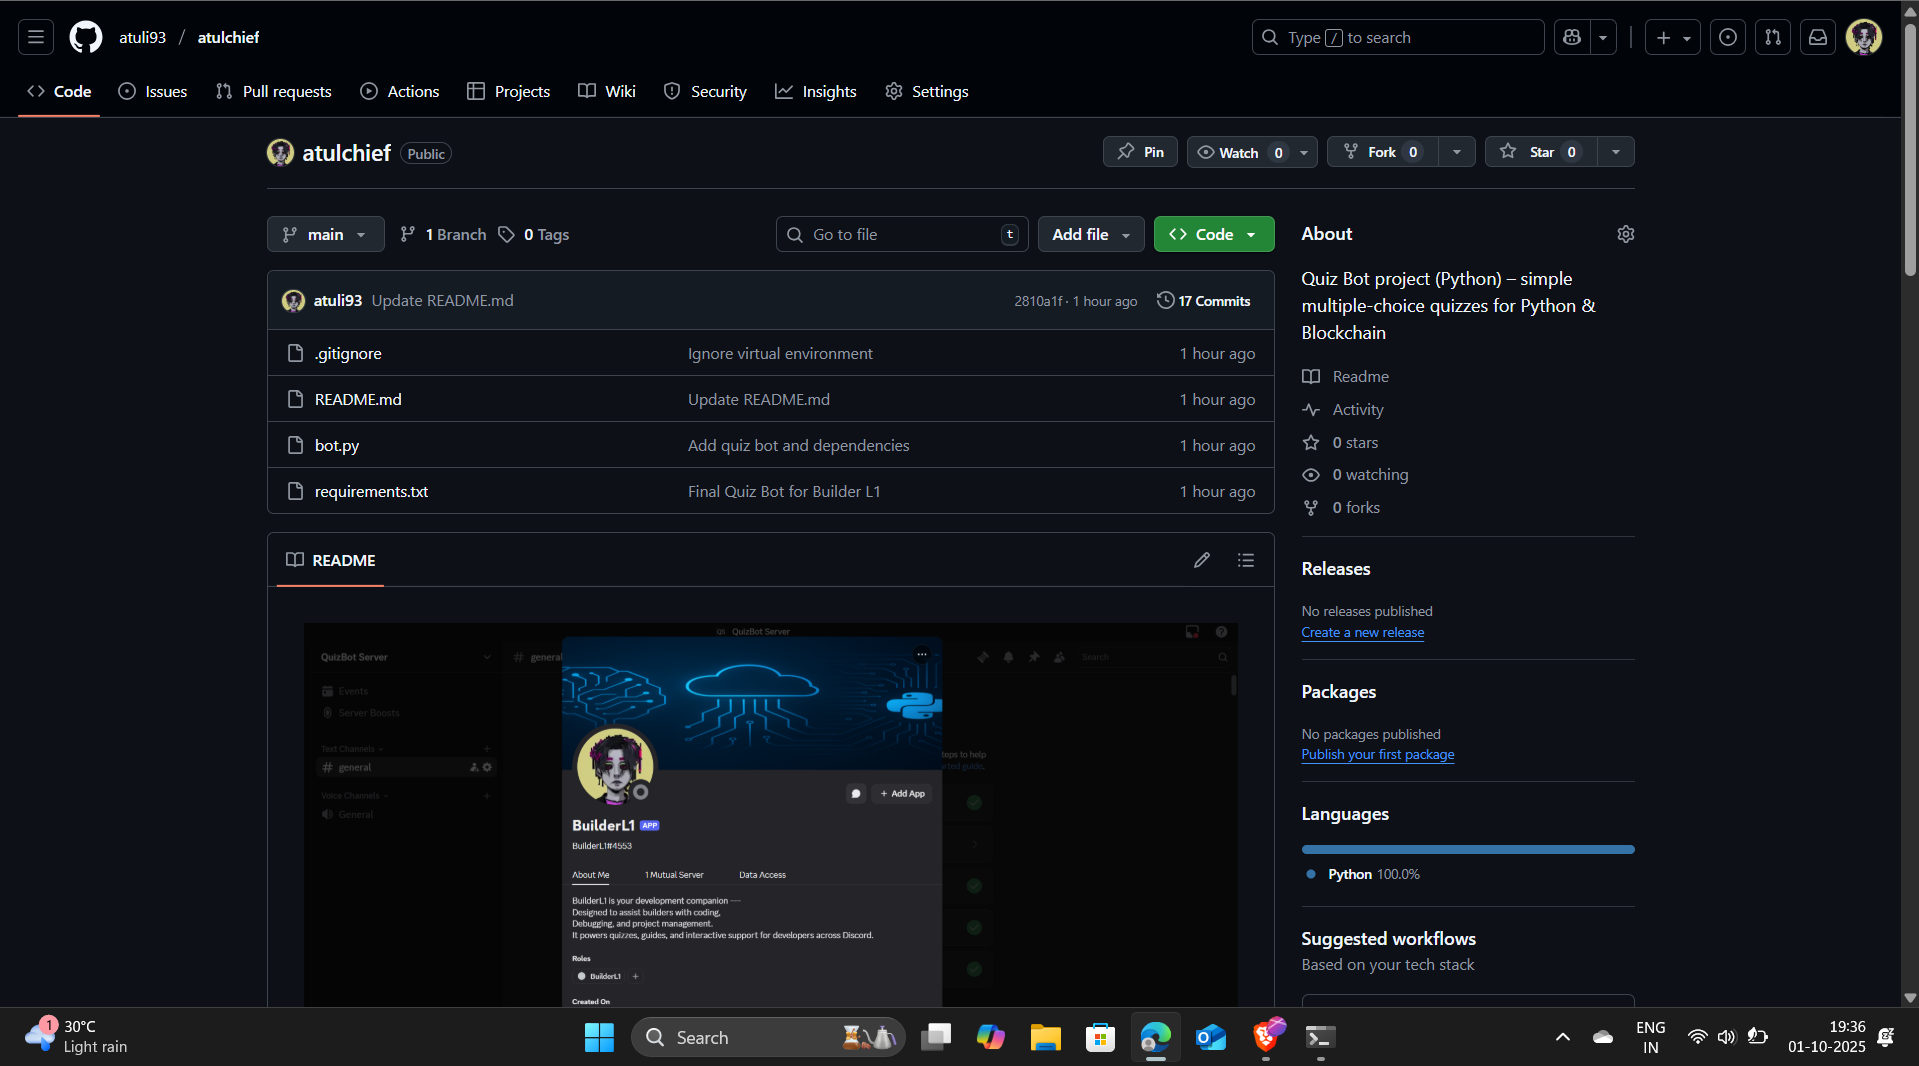 atuli93 / atulchief
Type / to search
Code Issues Pull requests Actions Projects Wiki Security Insights Settings
atulchief Public
Pin Watch 0 Fork 0 Star 0
main 1 Branch 0 Tags Go to file t Add file Code
atuli93 Update README.md 2810a1f · 1 hour ago 17 Commits
.gitignore Ignore virtual environment 1 hour ago
README.md Update README.md 1 hour ago
bot.py Add quiz bot and dependencies 1 hour ago
requirements.txt Final Quiz Bot for Builder L1 1 hour ago
README
QS QuizBot Server
QuizBot Server
# general
Search
Events
Server Boosts
Text Channels
# general
Voice Channels
General
steps to help
rted guide.
+ Add App
BuilderL1 APP
BuilderL1#4553
About Me 1 Mutual Server Data Access
BuilderL1 is your development companion —
Designed to assist builders with coding,
Debugging, and project management.
It powers quizzes, guides, and interactive support for developers across Discord.
Roles
BuilderL1 +
Created On
About
Quiz Bot project (Python) – simple
multiple-choice quizzes for Python &
Blockchain
Readme
Activity
0 stars
0 watching
0 forks
Releases
No releases published
Create a new release
Packages
No packages published
Publish your first package
Languages
Python 100.0%
Suggested workflows
Based on your tech stack
1
30°C
Light rain
Search
ENG
IN
19:36
01-10-2025